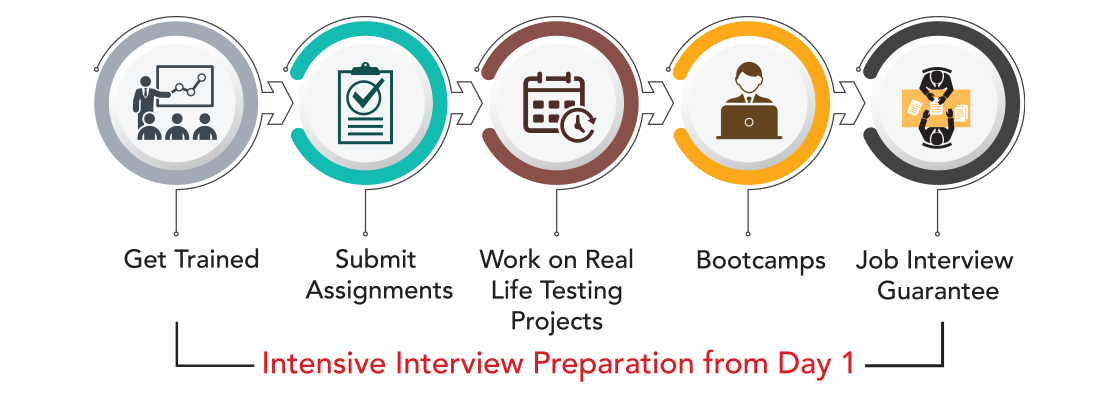 Get Trained
Submit
Assignments
Work on Real
Life Testing
Projects
Bootcamps
Job Interview
Guarantee
Intensive Interview Preparation from Day 1